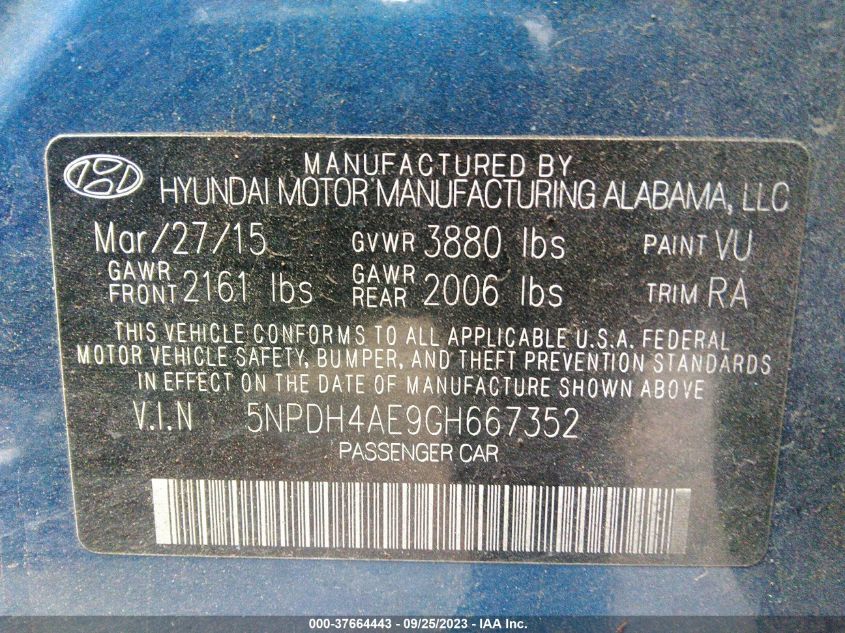 MANUFACTURED BY
HYUNDAI MOTOR MANUFACTURING ALABAMA, LLC
Mar/27/15 GVWR 3880 lbs PAINT VU
GAWR FRONT 2161 lbs GAWR REAR 2006 lbs TRIM RA
THIS VEHICLE CONFORMS TO ALL APPLICABLE U.S.A. FEDERAL
MOTOR VEHICLE SAFETY, BUMPER, AND THEFT PREVENTION STANDARDS
IN EFFECT ON THE DATE OF MANUFACTURE SHOWN ABOVE
V.I.N 5NPDH4AE9GH667352
PASSENGER CAR
000-37664443 - 09/25/2023 - IAA Inc.